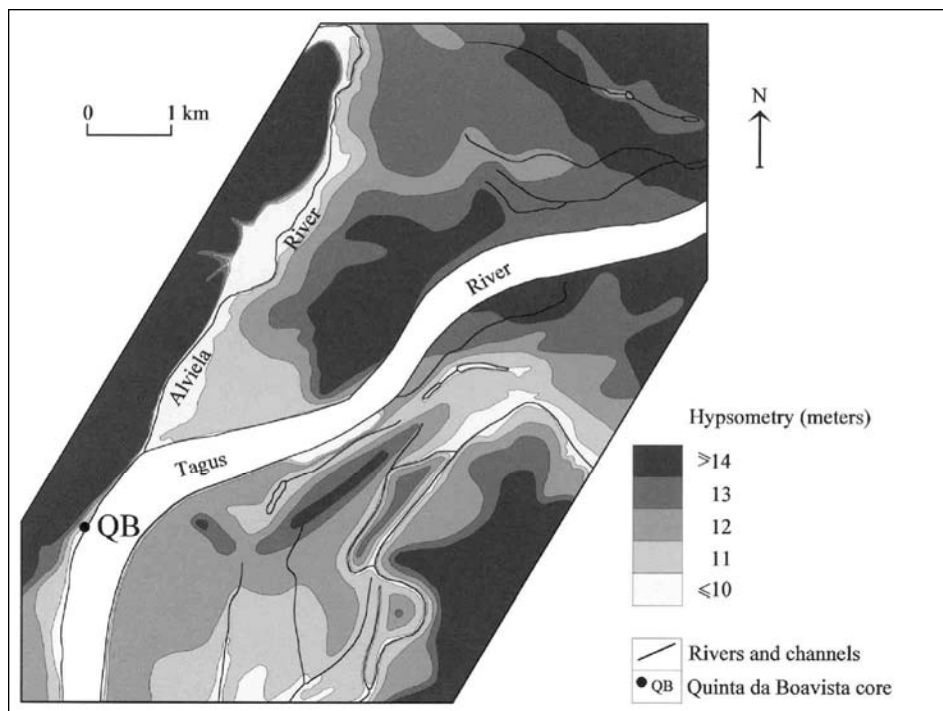 0 1 km
N
River
River
Alviela
Tagus
QB
Hypsometry (meters)
⩾14
13
12
11
⩽10
Rivers and channels
QB Quinta da Boavista core